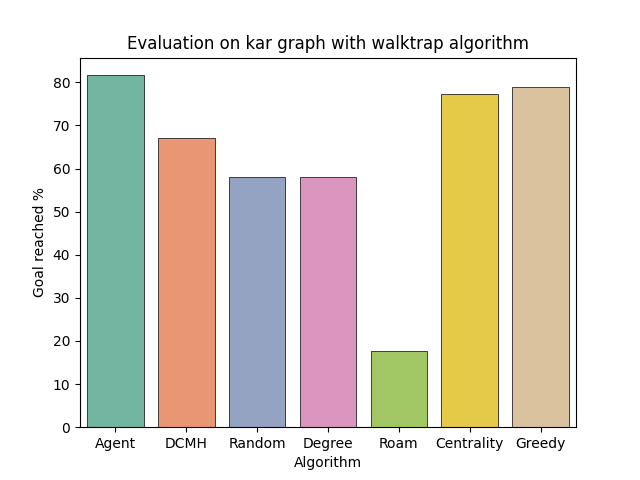 Evaluation on kar graph with walktrap algorithm
Goal reached %
80
70
60
50
40
30
20
10
0
Agent DCMH Random Degree Roam Centrality Greedy
Algorithm